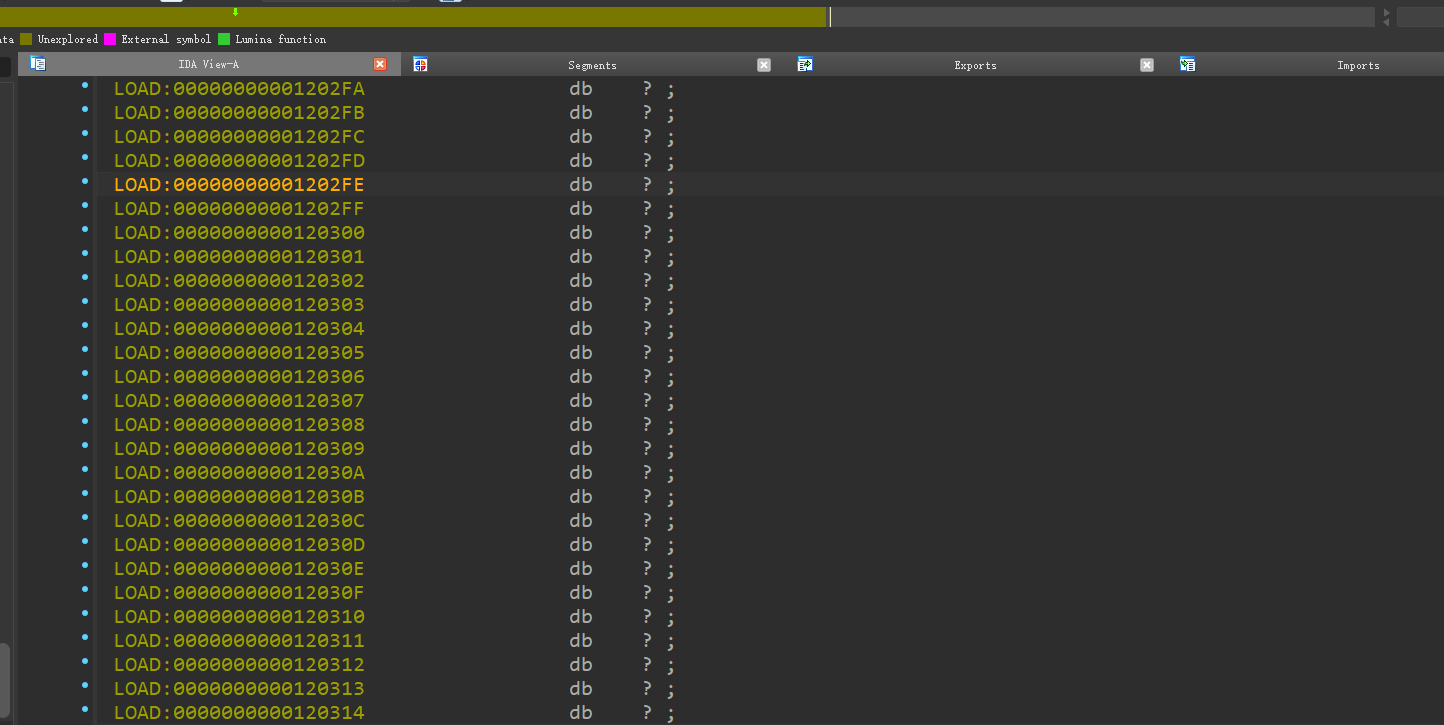 ata Unexplored External symbol Lumina function
IDA View-A Segments Exports Imports
LOAD:00000000001202FA db ? ;
LOAD:00000000001202FB db ? ;
LOAD:00000000001202FC db ? ;
LOAD:00000000001202FD db ? ;
LOAD:00000000001202FE db ? ;
LOAD:00000000001202FF db ? ;
LOAD:0000000000120300 db ? ;
LOAD:0000000000120301 db ? ;
LOAD:0000000000120302 db ? ;
LOAD:0000000000120303 db ? ;
LOAD:0000000000120304 db ? ;
LOAD:0000000000120305 db ? ;
LOAD:0000000000120306 db ? ;
LOAD:0000000000120307 db ? ;
LOAD:0000000000120308 db ? ;
LOAD:0000000000120309 db ? ;
LOAD:000000000012030A db ? ;
LOAD:000000000012030B db ? ;
LOAD:000000000012030C db ? ;
LOAD:000000000012030D db ? ;
LOAD:000000000012030E db ? ;
LOAD:000000000012030F db ? ;
LOAD:0000000000120310 db ? ;
LOAD:0000000000120311 db ? ;
LOAD:0000000000120312 db ? ;
LOAD:0000000000120313 db ? ;
LOAD:0000000000120314 db ? ;